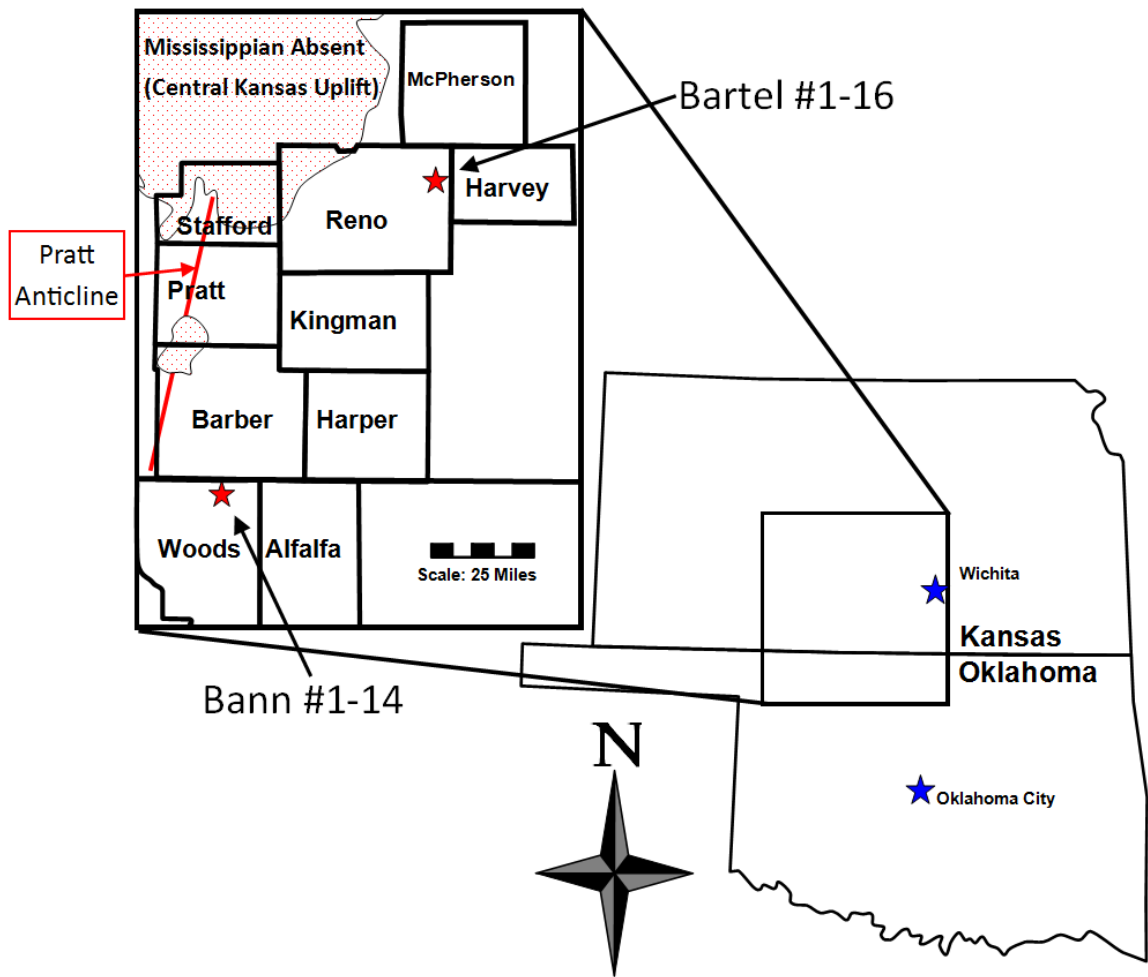 Mississippian Absent
(Central Kansas Uplift)
McPherson
Bartel #1-16
Harvey
Reno
Stafford
Pratt
Anticline
Pratt
Kingman
Barber
Harper
Woods
Alfalfa
Scale: 25 Miles
Bann #1-14
Wichita
Kansas
Oklahoma
N
Oklahoma City